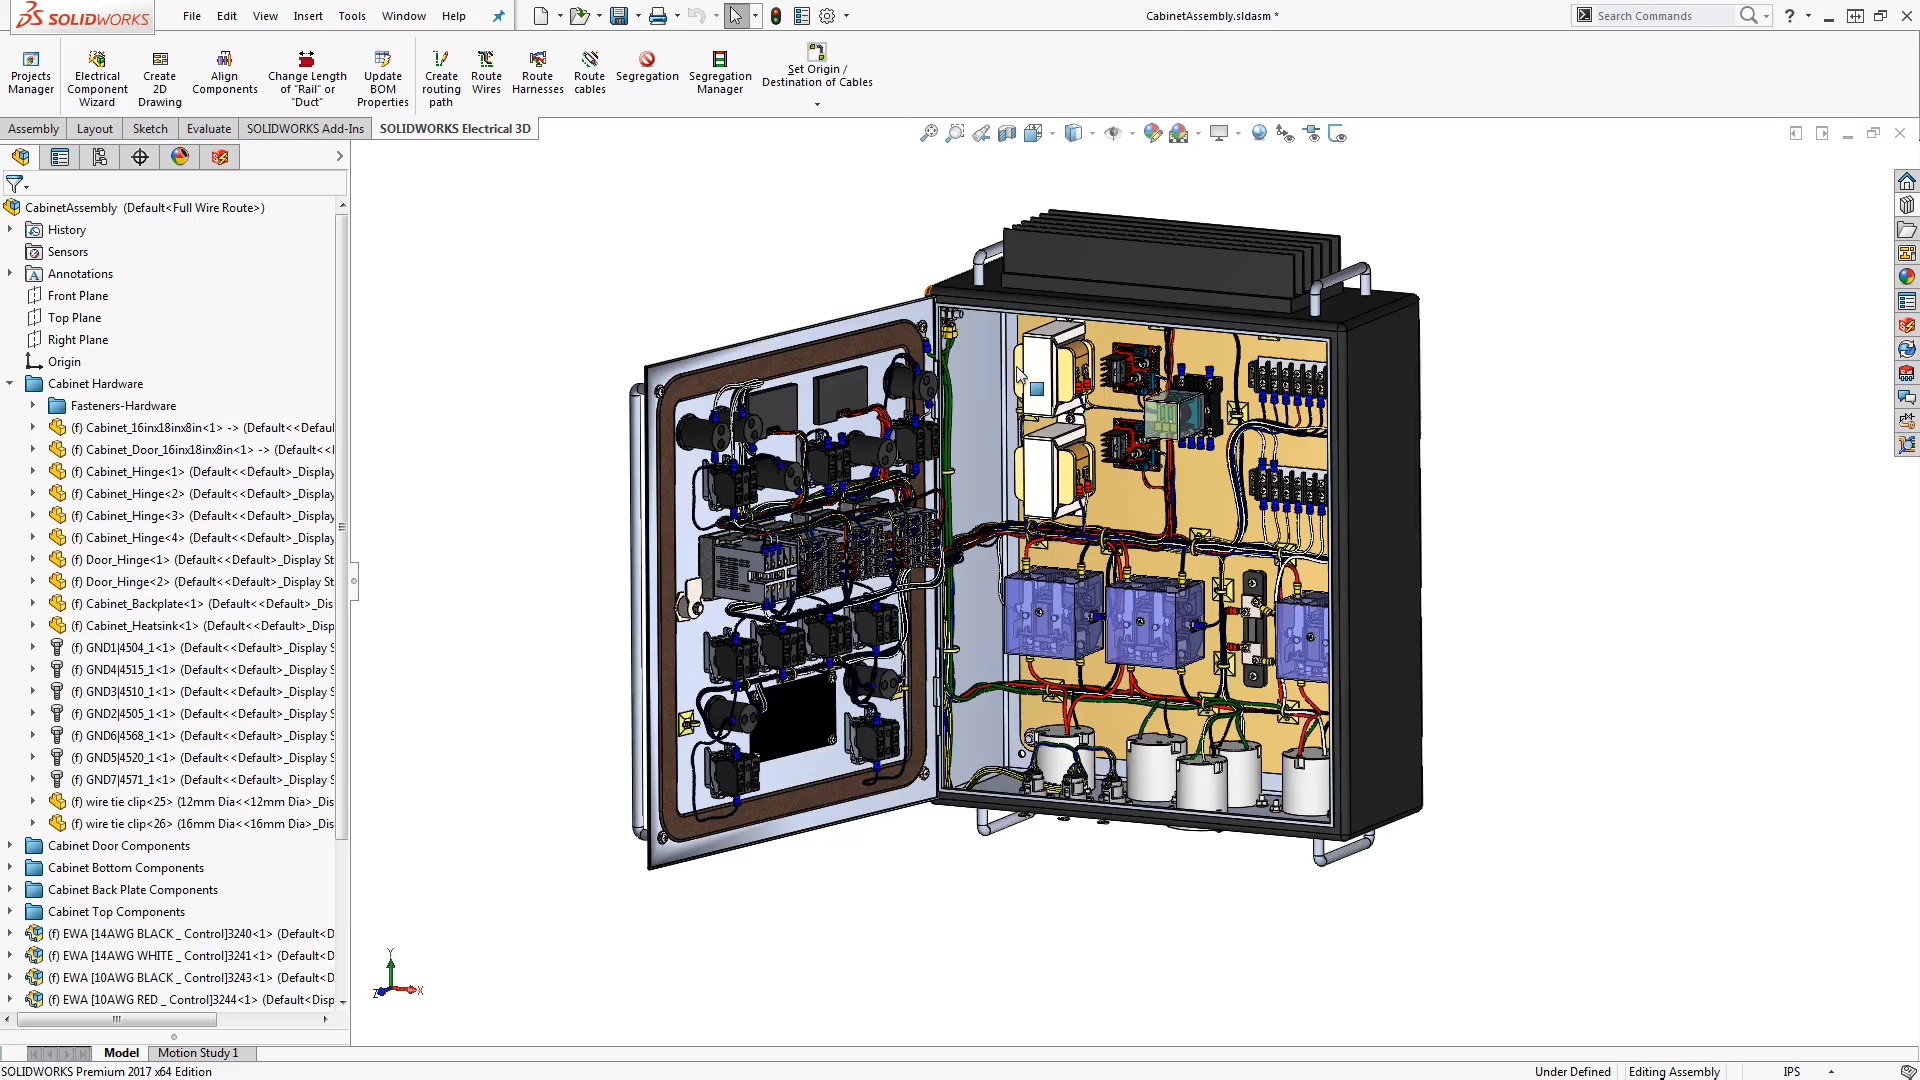 SOLIDWORKS
File Edit View Insert Tools Window Help
CabinetAssembly.sldasm *
Search Commands
Projects Manager
Electrical Component Wizard
Create 2D Drawing
Align Components
Change Length of "Rail" or "Duct"
Update BOM Properties
Create routing path
Route Wires
Route Harnesses
Route cables
Segregation
Segregation Manager
Set Origin / Destination of Cables
Assembly Layout Sketch Evaluate SOLIDWORKS Add-Ins SOLIDWORKS Electrical 3D
CabinetAssembly (Default<Full Wire Route>)
History
Sensors
Annotations
Front Plane
Top Plane
Right Plane
Origin
Cabinet Hardware
Fasteners-Hardware
(f) Cabinet_16inx18inx8in<1> -> (Default<<Defaul
(f) Cabinet_Door_16inx18inx8in<1> -> (Default<<
(f) Cabinet_Hinge<1> (Default<<Default>_Display
(f) Cabinet_Hinge<2> (Default<<Default>_Display
(f) Cabinet_Hinge<3> (Default<<Default>_Display
(f) Cabinet_Hinge<4> (Default<<Default>_Display
(f) Door_Hinge<1> (Default<<Default>_Display St
(f) Door_Hinge<2> (Default<<Default>_Display St
(f) Cabinet_Backplate<1> (Default<<Default>_Dis
(f) Cabinet_Heatsink<1> (Default<<Default>_Disp
(f) GND1|4504_1<1> (Default<<Default>_Display S
(f) GND4|4515_1<1> (Default<<Default>_Display S
(f) GND3|4510_1<1> (Default<<Default>_Display S
(f) GND2|4505_1<1> (Default<<Default>_Display S
(f) GND6|4568_1<1> (Default<<Default>_Display S
(f) GND5|4520_1<1> (Default<<Default>_Display S
(f) GND7|4571_1<1> (Default<<Default>_Display S
(f) wire tie clip<25> (12mm Dia<<12mm Dia>_Dis
(f) wire tie clip<26> (16mm Dia<<16mm Dia>_Dis
Cabinet Door Components
Cabinet Bottom Components
Cabinet Back Plate Components
Cabinet Top Components
(f) EWA [14AWG BLACK _ Control]3240<1> (Default<D
(f) EWA [14AWG WHITE _ Control]3241<1> (Default<D
(f) EWA [10AWG BLACK _ Control]3243<1> (Default<D
(f) EWA [10AWG RED _ Control]3244<1> (Default<Disp
Y
Z X
Model Motion Study 1
SOLIDWORKS Premium 2017 x64 Edition
Under Defined Editing Assembly IPS